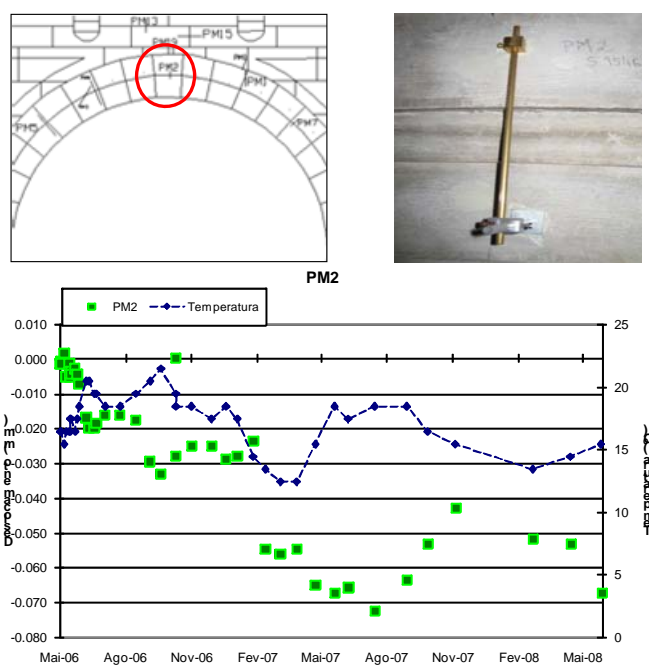 PM13
PM15
PM2
PM1
PM5
PM7
PM2
PM2
PM2
Temperatura
0.010
0.000
-0.010
-0.020
-0.030
-0.040
-0.050
-0.060
-0.070
-0.080
25
20
15
10
5
0
Mai-06
Ago-06
Nov-06
Fev-07
Mai-07
Ago-07
Nov-07
Fev-08
Mai-08